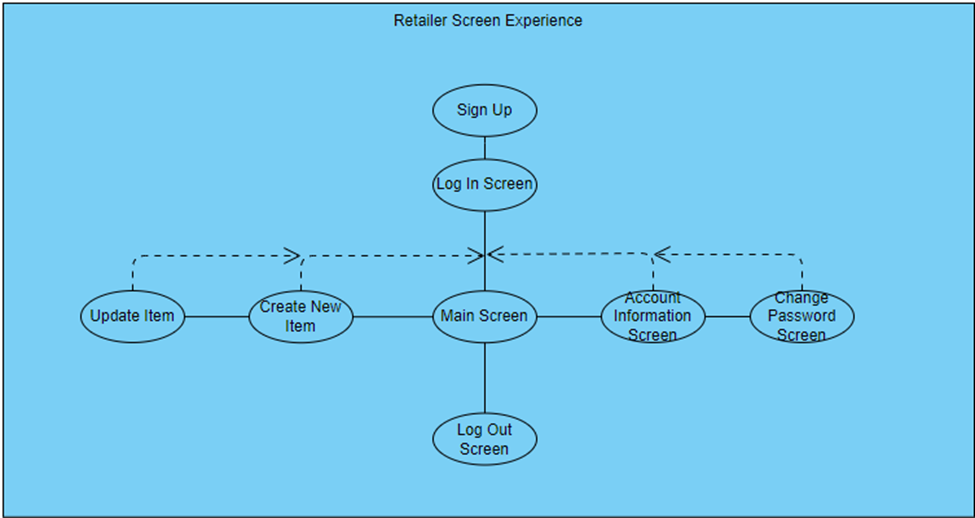 Retailer Screen Experience
Sign Up
Log In Screen
Update Item
Create New
Item
Main Screen
Account
Information
Screen
Change
Password
Screen
Log Out
Screen